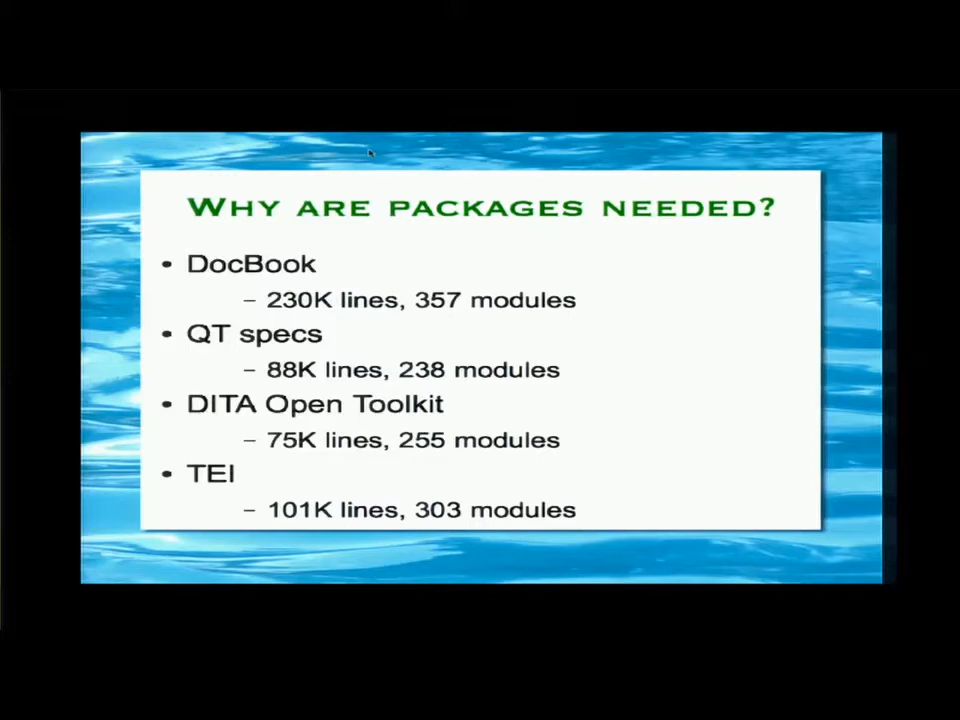 WHY ARE PACKAGES NEEDED?
• DocBook
– 230K lines, 357 modules
• QT specs
– 88K lines, 238 modules
• DITA Open Toolkit
– 75K lines, 255 modules
• TEI
– 101K lines, 303 modules